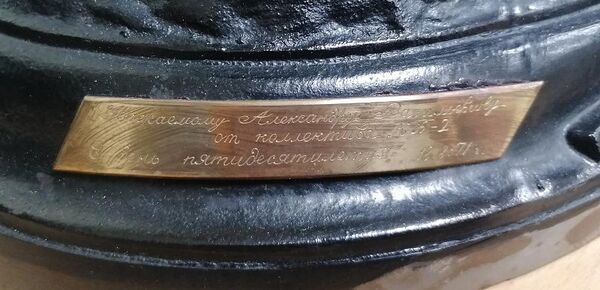 Уважаемому Александру
от коллектива
В день пятидесятилетия